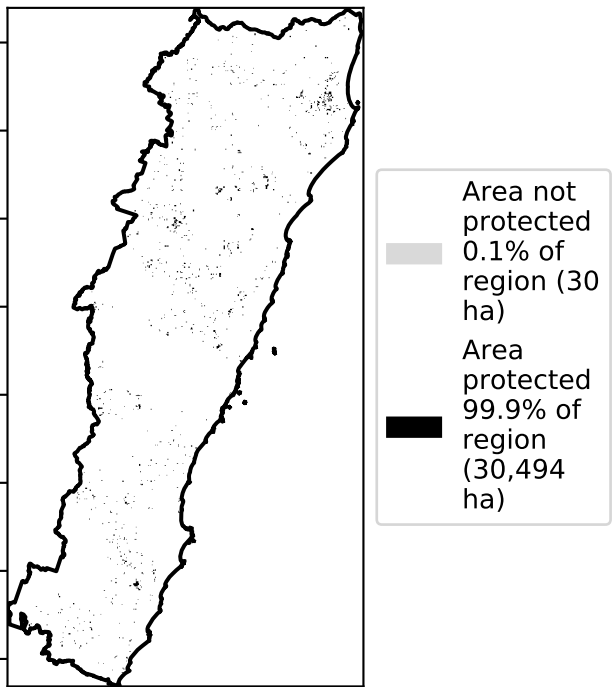 Area not
protected
0.1% of
region (30
ha)
Area
protected
99.9% of
region
(30,494
ha)